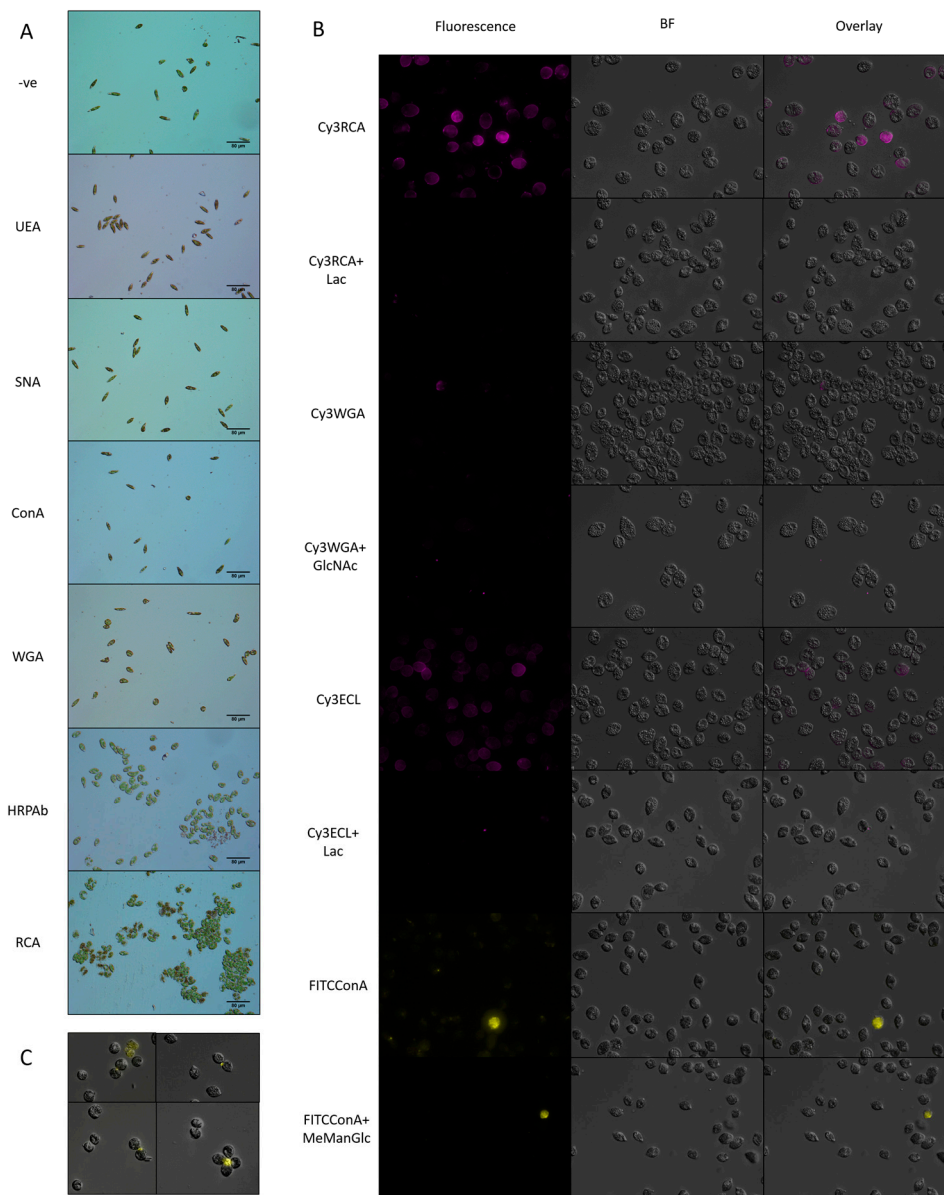 A
B
Fluorescence
BF
Overlay
-ve
UEA
SNA
ConA
WGA
HRPAb
RCA
Cy3RCA
Cy3RCA+
Lac
Cy3WGA
Cy3WGA+
GlcNAc
Cy3ECL
Cy3ECL+
Lac
FITCConA
FITCConA+
MeManGlc
C